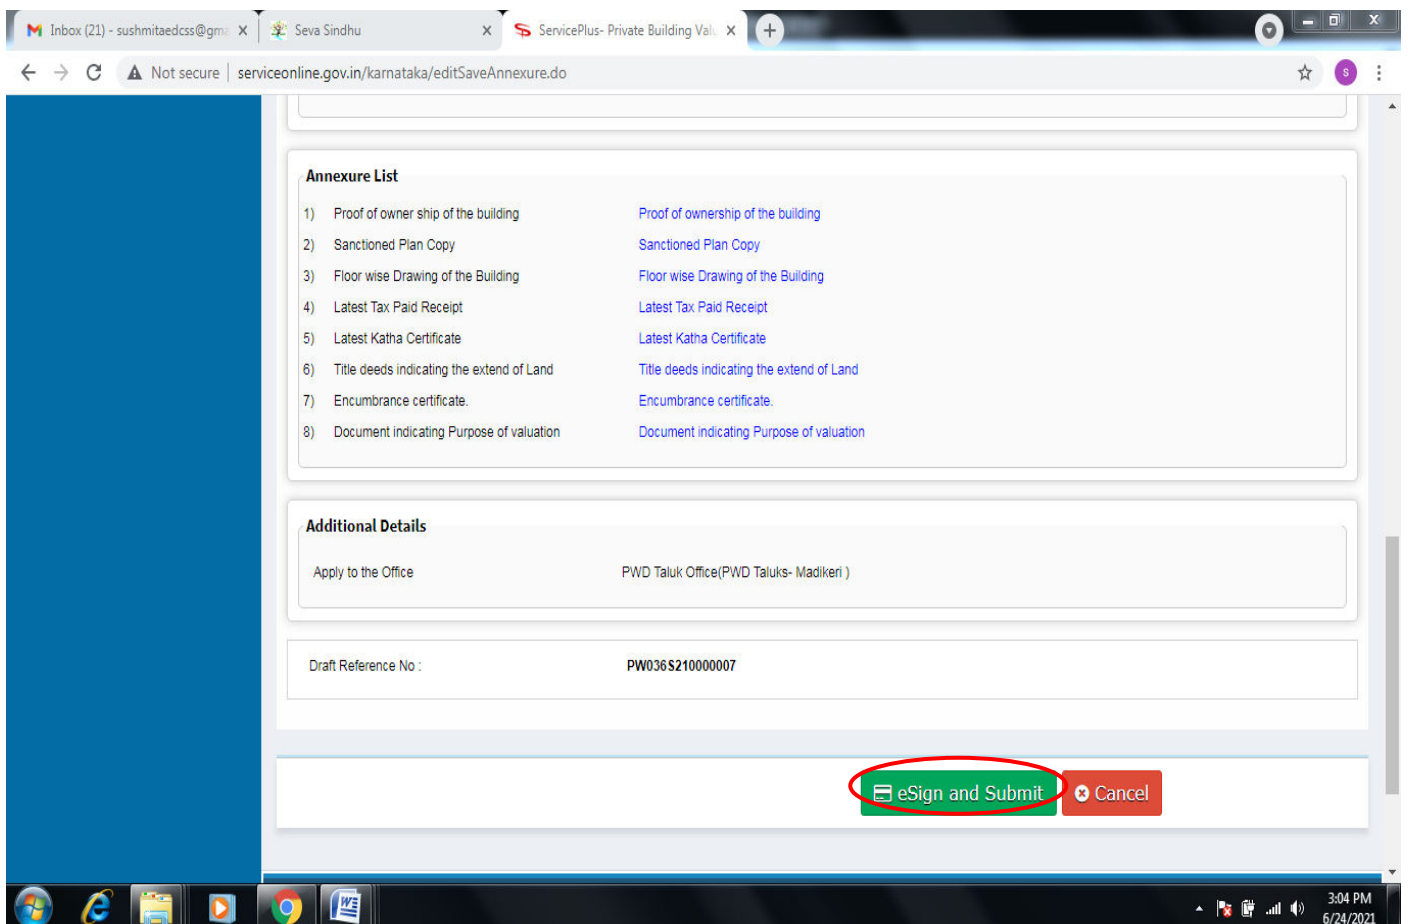 Inbox (21) - sushmitaedcss@gma
Seva Sindhu
ServicePlus- Private Building Valu
Not secure | serviceonline.gov.in/karnataka/editSaveAnnexure.do
S
Annexure List
1) Proof of owner ship of the building Proof of ownership of the building
2) Sanctioned Plan Copy Sanctioned Plan Copy
3) Floor wise Drawing of the Building Floor wise Drawing of the Building
4) Latest Tax Paid Receipt Latest Tax Paid Receipt
5) Latest Katha Certificate Latest Katha Certificate
6) Title deeds indicating the extend of Land Title deeds indicating the extend of Land
7) Encumbrance certificate. Encumbrance certificate.
8) Document indicating Purpose of valuation Document indicating Purpose of valuation
Additional Details
Apply to the Office PWD Taluk Office(PWD Taluks- Madikeri )
Draft Reference No : PW036S210000007
eSign and Submit Cancel
3:04 PM
6/24/2021